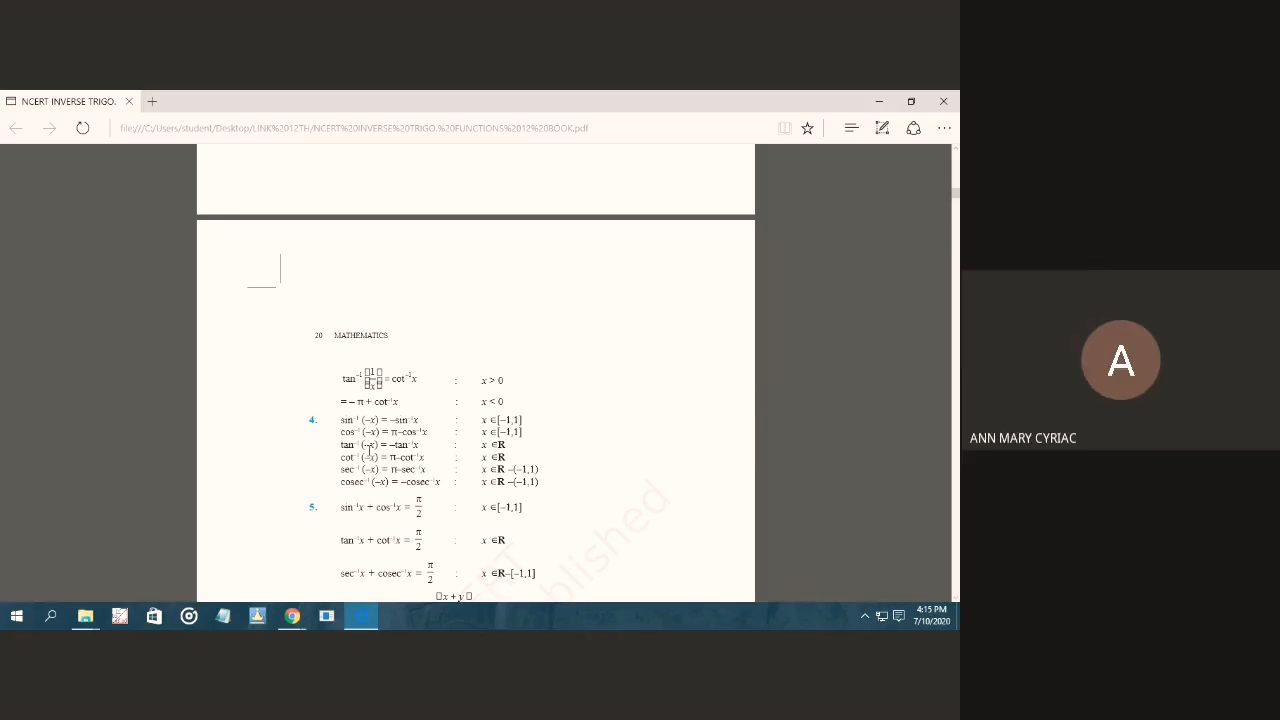 NCERT INVERSE TRIGO.
file:///C:/Users/student/Desktop/LINK%2012TH/NCERT%20INVERSE%20TRIGO.%20FUNCTIONS%2012%20BOOK.pdf
20 MATHEMATICS
tan⁻¹ (1/x) = cot⁻¹x : x > 0
= – π + cot⁻¹x : x < 0
4. sin⁻¹ (–x) = –sin⁻¹x : x ∈[–1,1]
cos⁻¹ (–x) = π–cos⁻¹x : x ∈[–1,1]
tan⁻¹ (–x) = –tan⁻¹x : x ∈R
cot⁻¹ (–x) = π–cot⁻¹x : x ∈R
sec⁻¹ (–x) = π–sec⁻¹x : x ∈R –(–1,1)
cosec⁻¹ (–x) = –cosec⁻¹x : x ∈R –(–1,1)
5. sin⁻¹x + cos⁻¹x = π/2 : x ∈[–1,1]
tan⁻¹x + cot⁻¹x = π/2 : x ∈R
sec⁻¹x + cosec⁻¹x = π/2 : x ∈R–[–1,1]
x + y
blished
4:15 PM
7/10/2020
A
ANN MARY CYRIAC